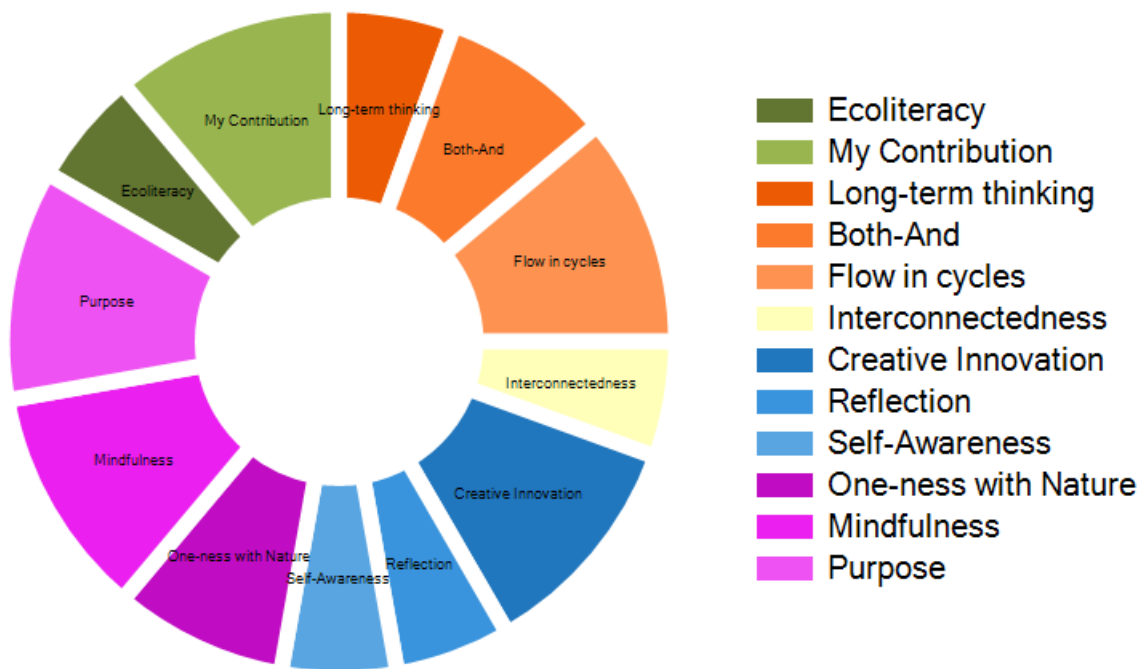 My Contribution
Long-term thinking
Both-And
Ecoliteracy
Flow in cycles
Purpose
Interconnectedness
Mindfulness
Creative Innovation
One-ness with Nature
Self-Awareness
Reflection
Ecoliteracy
My Contribution
Long-term thinking
Both-And
Flow in cycles
Interconnectedness
Creative Innovation
Reflection
Self-Awareness
One-ness with Nature
Mindfulness
Purpose